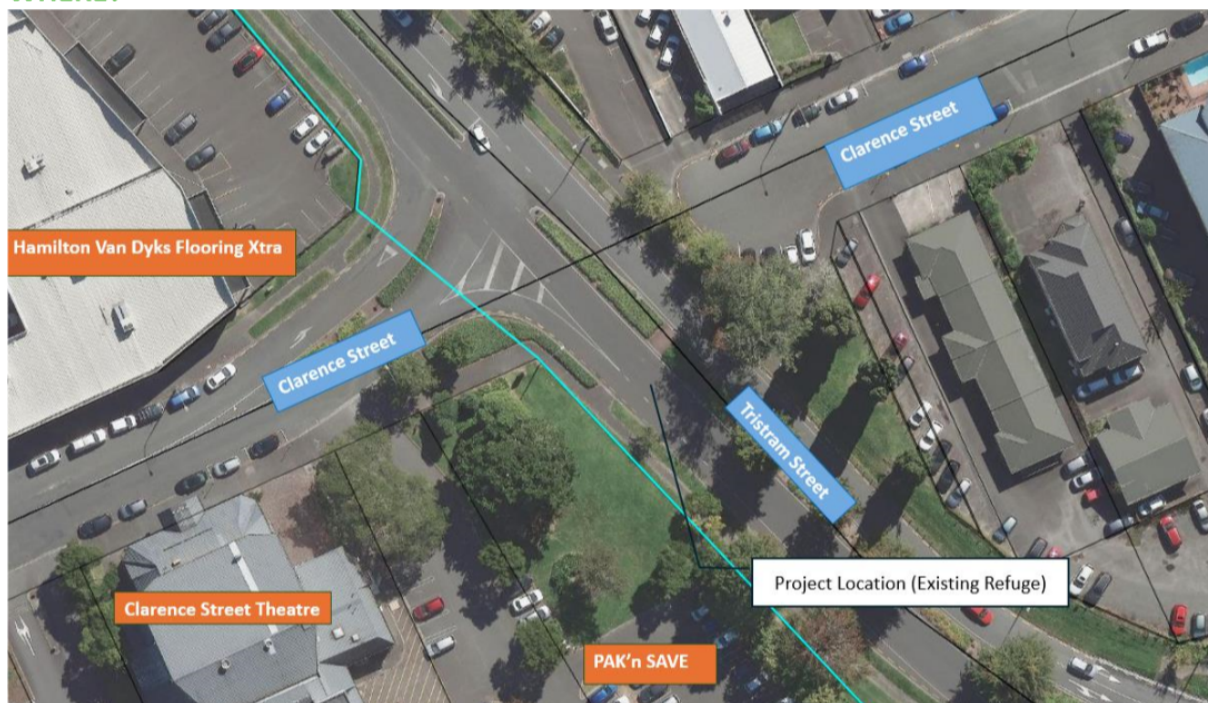 Clarence Street
Hamilton Van Dyks Flooring Xtra
Clarence Street
Tristram Street
Project Location (Existing Refuge)
Clarence Street Theatre
PAK'n SAVE